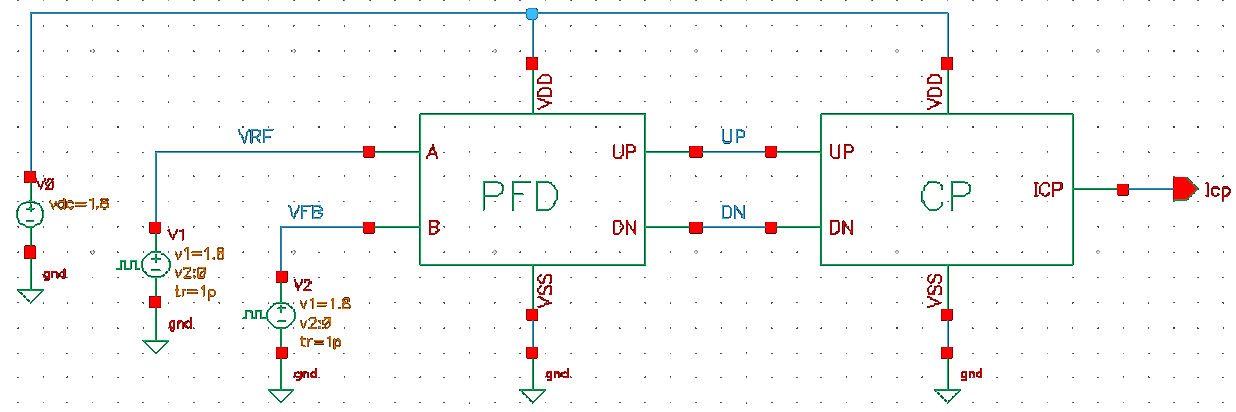 VDD
VDD
VRF
A
UP
UP
UP
V0
vdc=1.8
PFD
CP
ICP
Icp
VFB
B
DN
DN
DN
V1
v1=1.8
v2:0
tr=1p
gnd
V2
v1=1.8
v2:0
tr=1p
VSS
VSS
gnd
gnd
gnd
gnd